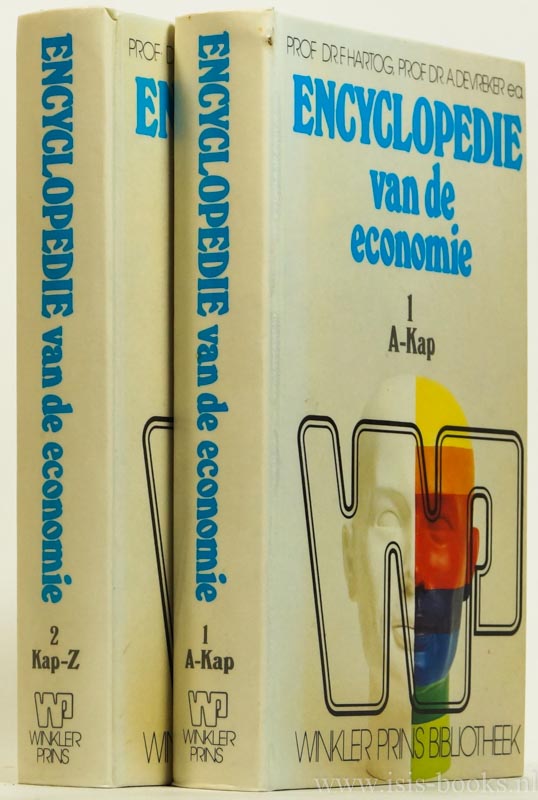 ENCYCLOPEDIE van de economie
2
Kap-Z
WP
WINKLER
PRINS
PROF D
EN
WIN
ENCYCLOPEDIE van de economie
1
A-Kap
WP
WINKLER
PRINS
PROF DR. F HARTOG, PROF DR. A. DEVREKER e.a.
ENCYCLOPEDIE
van de
economie
1
A-Kap
WP
WINKLER PRINS BIBLIOTHEEK
www.isis-books.nl